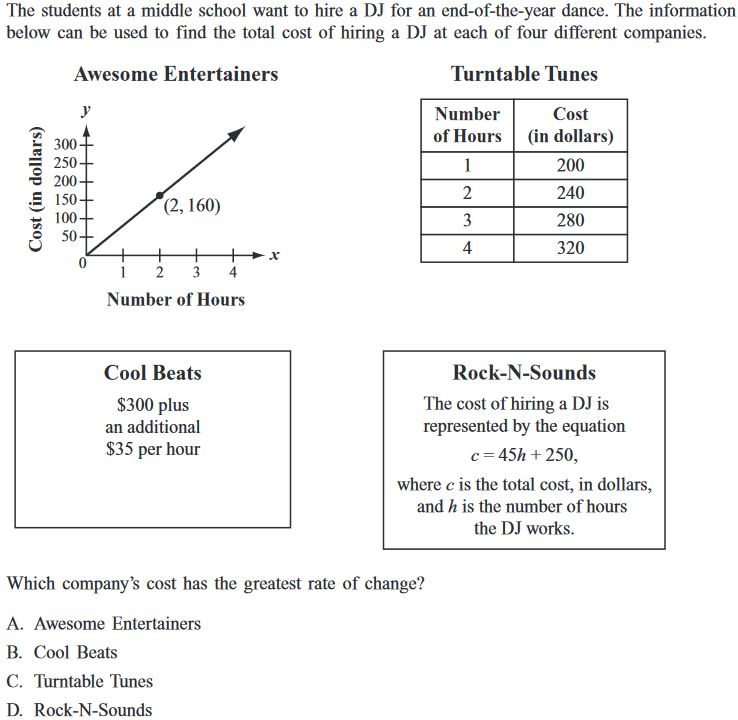 The students at a middle school want to hire a DJ for an end-of-the-year dance. The information
below can be used to find the total cost of hiring a DJ at each of four different companies.
Awesome Entertainers
y
Cost (in dollars)
300
250
200
150
100
50
(2, 160)
0
1 2 3 4
x
Number of Hours
Turntable Tunes
Number of Hours Cost (in dollars)
1 200
2 240
3 280
4 320
Cool Beats
$300 plus
an additional
$35 per hour
Rock-N-Sounds
The cost of hiring a DJ is
represented by the equation
c = 45h + 250,
where c is the total cost, in dollars,
and h is the number of hours
the DJ works.
Which company’s cost has the greatest rate of change?
A. Awesome Entertainers
B. Cool Beats
C. Turntable Tunes
D. Rock-N-Sounds